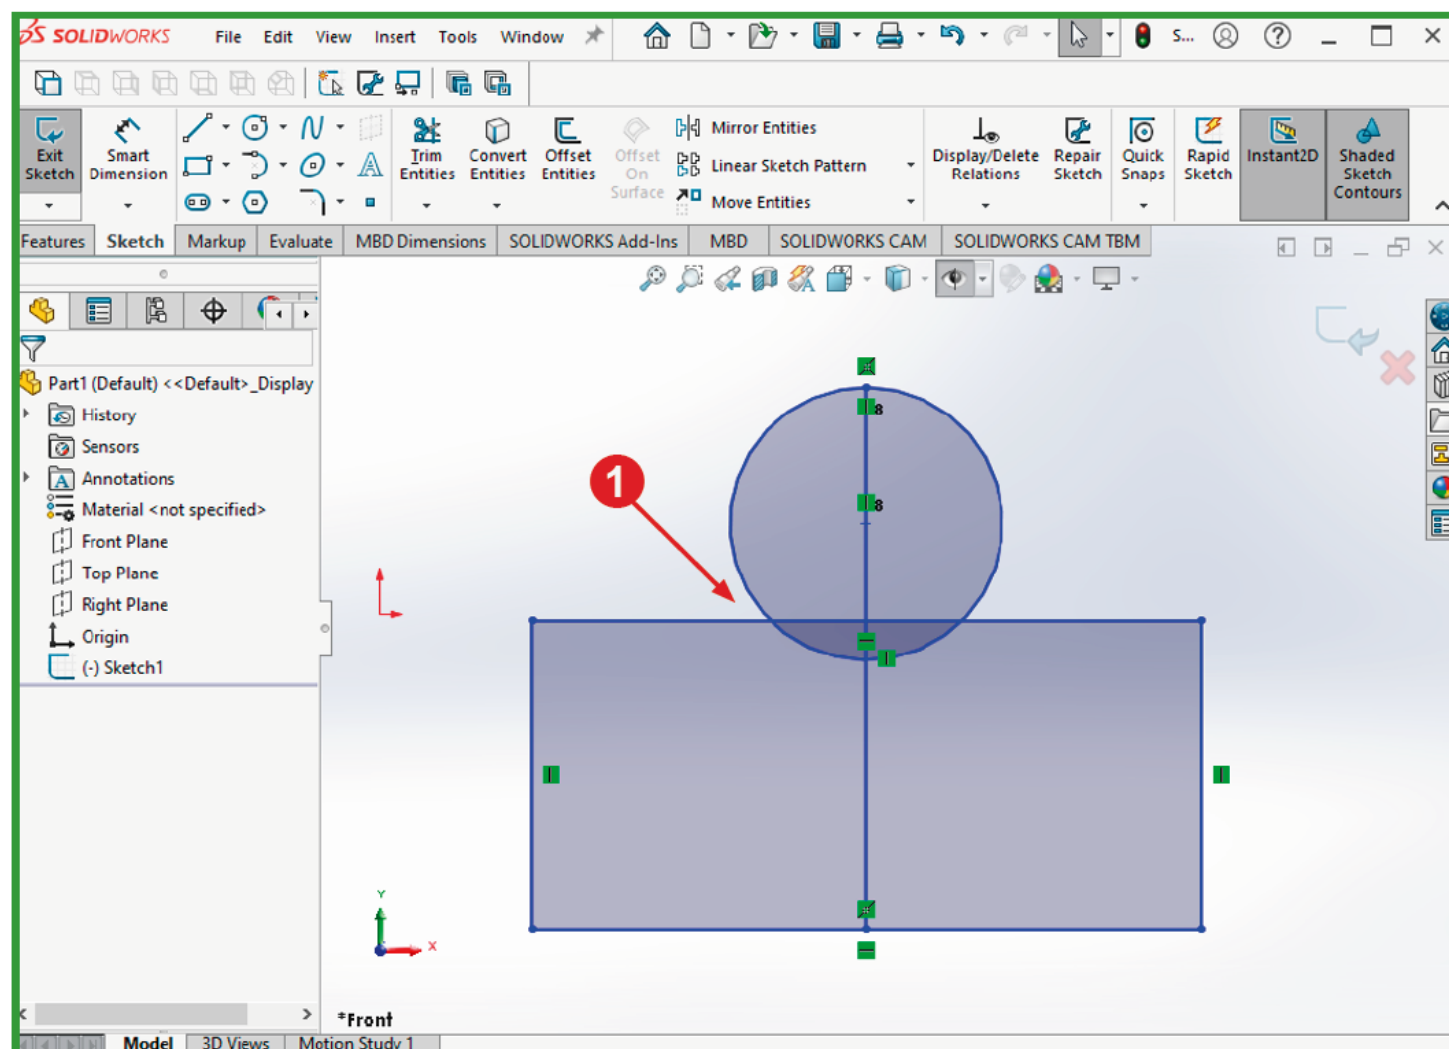 SOLIDWORKS File Edit View Insert Tools Window S... ?
Exit Sketch
Smart Dimension
Trim Entities
Convert Entities
Offset Entities
Offset On Surface
Mirror Entities
Linear Sketch Pattern
Move Entities
Display/Delete Relations
Repair Sketch
Quick Snaps
Rapid Sketch
Instant2D
Shaded Sketch Contours
Features Sketch Markup Evaluate MBD Dimensions SOLIDWORKS Add-Ins MBD SOLIDWORKS CAM SOLIDWORKS CAM TBM
Part1 (Default) <<Default>_Display
History
Sensors
A Annotations
Material <not specified>
Front Plane
Top Plane
Right Plane
Origin
(-) Sketch1
8
1
8
Y
X
*Front
Model 3D Views Motion Study 1